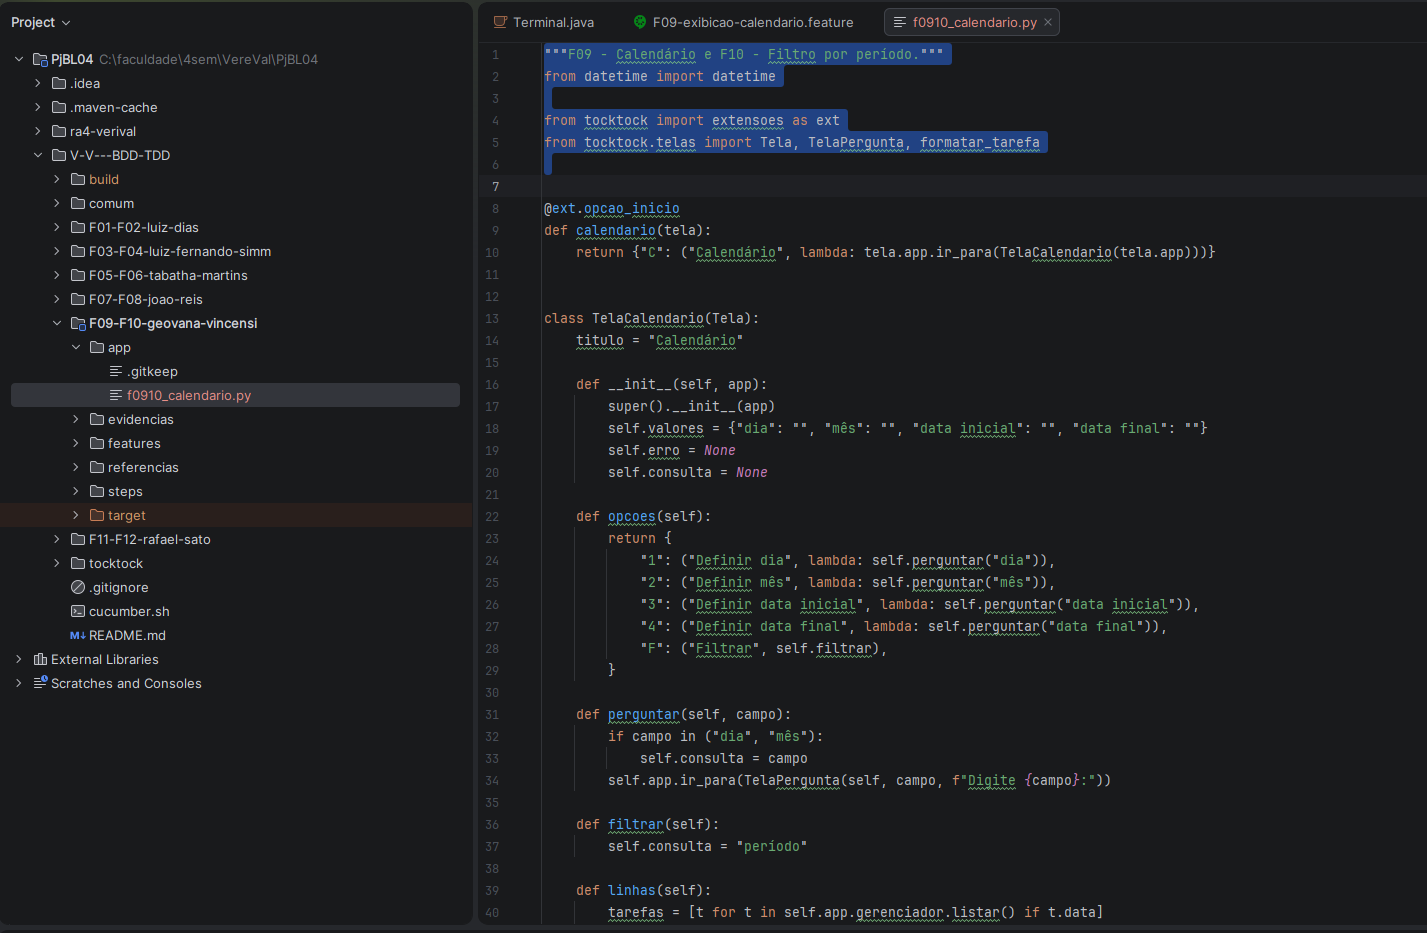 Project
PjBL04 C:\faculdade\4sem\VereVal\PjBL04
.idea
.maven-cache
ra4-verival
V-V---BDD-TDD
build
comum
F01-F02-luiz-dias
F03-F04-luiz-fernando-simm
F05-F06-tabatha-martins
F07-F08-joao-reis
F09-F10-geovana-vincensi
app
.gitkeep
f0910_calendario.py
evidencias
features
referencias
steps
target
F11-F12-rafael-sato
tocktock
.gitignore
cucumber.sh
M↓ README.md
External Libraries
Scratches and Consoles
Terminal.java F09-exibicao-calendario.feature f0910_calendario.py
1 """F09 - Calendário e F10 - Filtro por período."""
2 from datetime import datetime
3
4 from tocktock import extensoes as ext
5 from tocktock.telas import Tela, TelaPergunta, formatar_tarefa
6
7
8 @ext.opcao_inicio
9 def calendario(tela):
10 return {"C": ("Calendário", lambda: tela.app.ir_para(TelaCalendario(tela.app)))}
11
12
13 class TelaCalendario(Tela):
14 titulo = "Calendário"
15
16 def __init__(self, app):
17 super().__init__(app)
18 self.valores = {"dia": "", "mês": "", "data inicial": "", "data final": ""}
19 self.erro = None
20 self.consulta = None
21
22 def opcoes(self):
23 return {
24 "1": ("Definir dia", lambda: self.perguntar("dia")),
25 "2": ("Definir mês", lambda: self.perguntar("mês")),
26 "3": ("Definir data inicial", lambda: self.perguntar("data inicial")),
27 "4": ("Definir data final", lambda: self.perguntar("data final")),
28 "F": ("Filtrar", self.filtrar),
29 }
30
31 def perguntar(self, campo):
32 if campo in ("dia", "mês"):
33 self.consulta = campo
34 self.app.ir_para(TelaPergunta(self, campo, f"Digite {campo}:"))
35
36 def filtrar(self):
37 self.consulta = "período"
38
39 def linhas(self):
40 tarefas = [t for t in self.app.gerenciador.listar() if t.data]